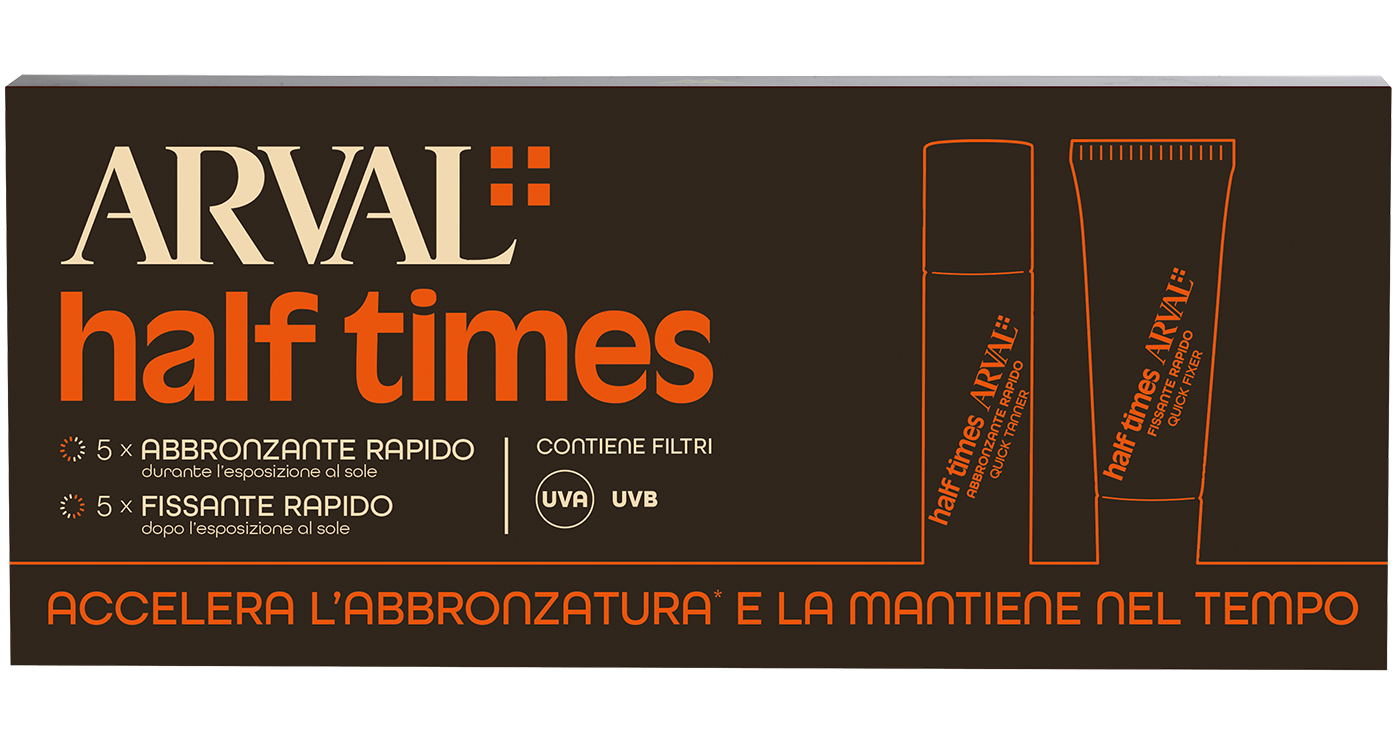 ARVAL
half times
5 x ABBRONZANTE RAPIDO
durante l'esposizione al sole
5 x FISSANTE RAPIDO
dopo l'esposizione al sole
CONTIENE FILTRI
UVA UVB
half times ARVAL
ABBRONZANTE RAPIDO
QUICK TANNER
half times ARVAL
FISSANTE RAPIDO
QUICK FIXER
ACCELERA L'ABBRONZATURA* E LA MANTIENE NEL TEMPO